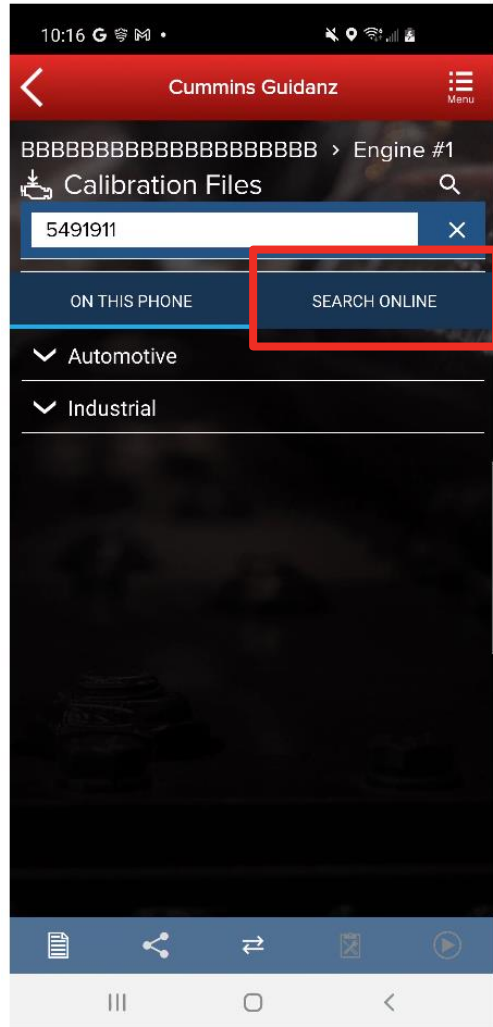 10:16 G
Cummins Guidanz
Menu
BBBBBBBBBBBBBBBBBBBB > Engine #1
Calibration Files
5491911
ON THIS PHONE
SEARCH ONLINE
Automotive
Industrial